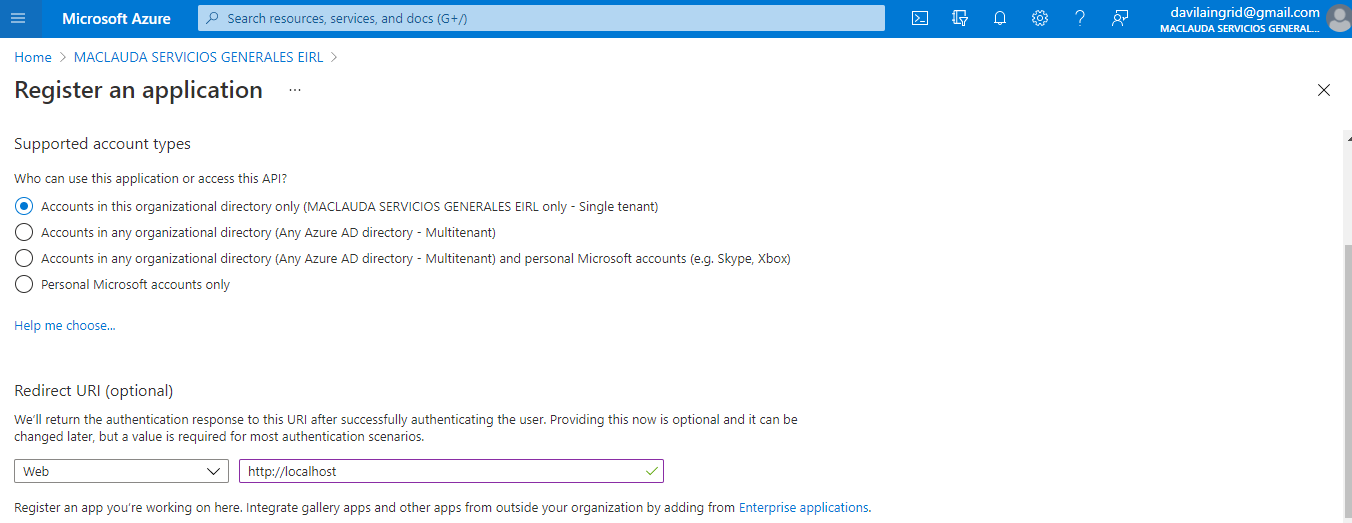 Microsoft Azure
Search resources, services, and docs (G+/)
davilaingrid@gmail.com
MACLAUDA SERVICIOS GENERAL...
Home > MACLAUDA SERVICIOS GENERALES EIRL >
Register an application ...
Supported account types
Who can use this application or access this API?
Accounts in this organizational directory only (MACLAUDA SERVICIOS GENERALES EIRL only - Single tenant)
Accounts in any organizational directory (Any Azure AD directory - Multitenant)
Accounts in any organizational directory (Any Azure AD directory - Multitenant) and personal Microsoft accounts (e.g. Skype, Xbox)
Personal Microsoft accounts only
Help me choose...
Redirect URI (optional)
We'll return the authentication response to this URI after successfully authenticating the user. Providing this now is optional and it can be
changed later, but a value is required for most authentication scenarios.
Web
http://localhost
Register an app you're working on here. Integrate gallery apps and other apps from outside your organization by adding from Enterprise applications.